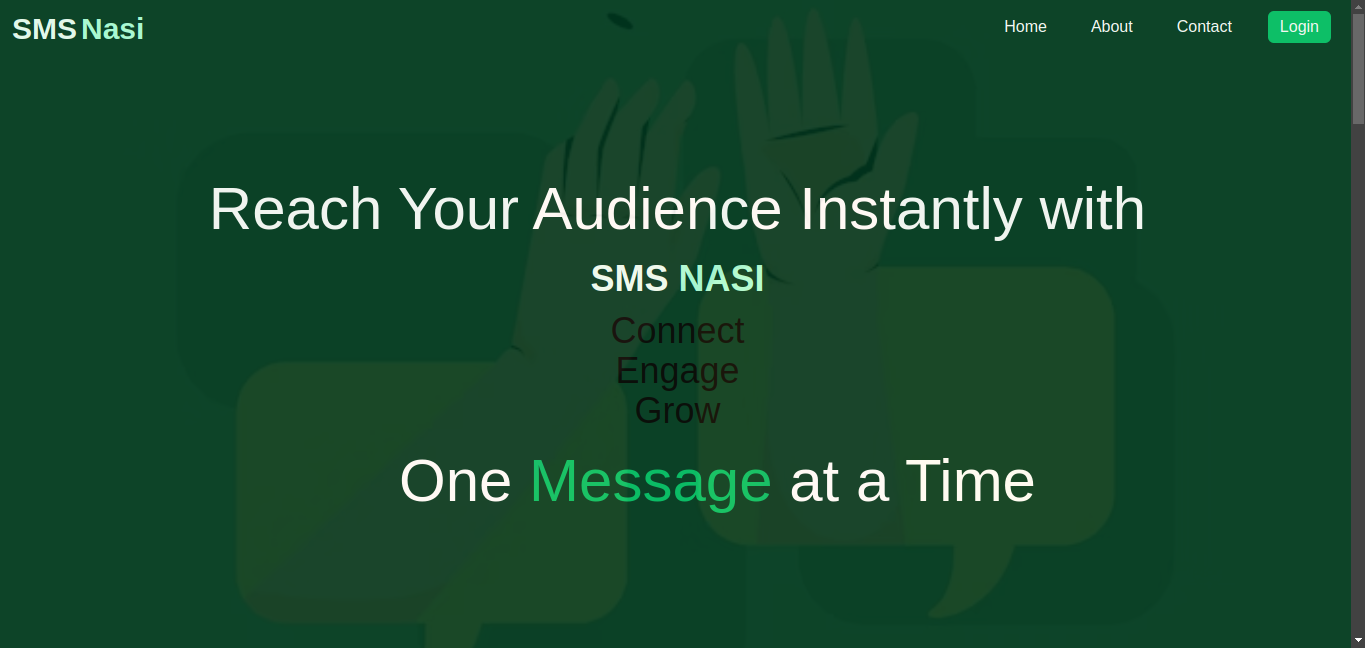 SMS Nasi
Home About Contact Login
Reach Your Audience Instantly with
SMS NASI
Connect
Engage
Grow
One Message at a Time